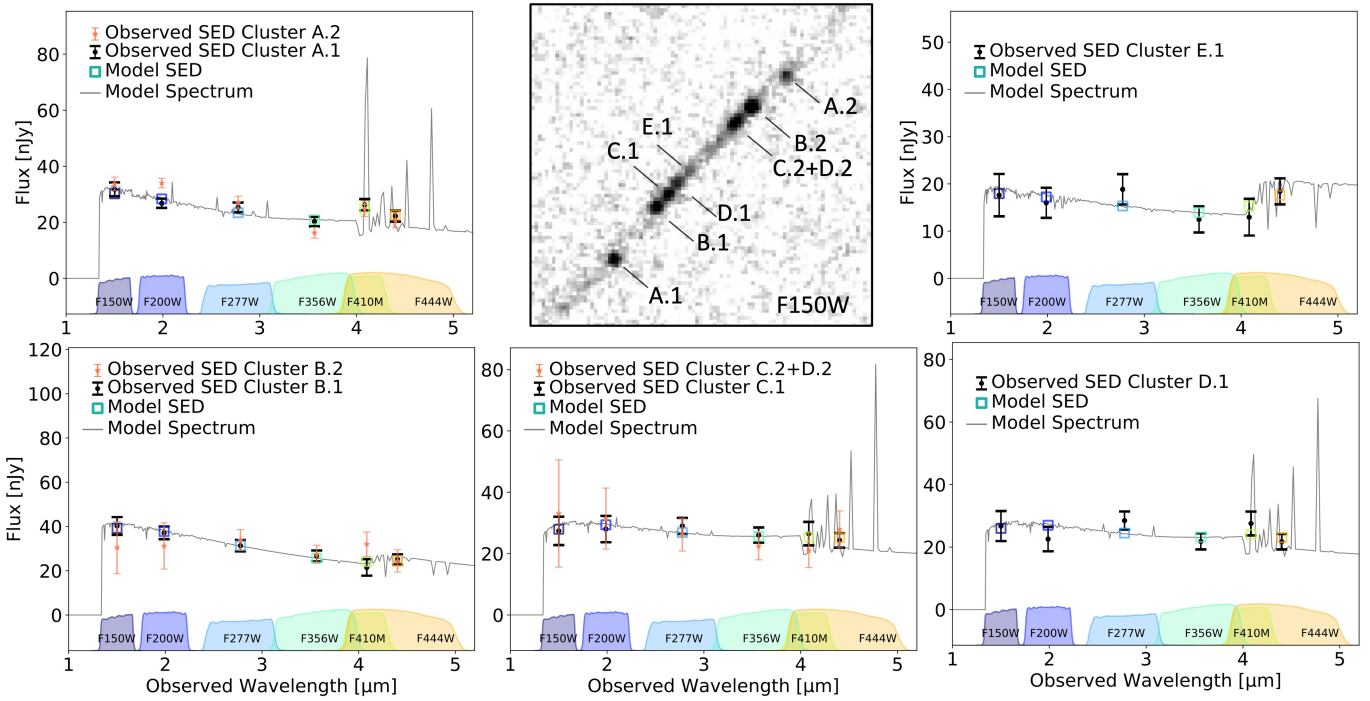 Observed SED Cluster A.2
Observed SED Cluster A.1
Model SED
Model Spectrum
Flux [nJy]
80
60
40
20
0
F150W
F200W
F277W
F356W
F410M
F444W
1
2
3
4
5
A.2
B.2
C.2+D.2
E.1
C.1
D.1
B.1
A.1
F150W
Observed SED Cluster E.1
Model SED
Model Spectrum
Flux [nJy]
50
40
30
20
10
0
F150W
F200W
F277W
F356W
F410M
F444W
1
2
3
4
5
Observed SED Cluster B.2
Observed SED Cluster B.1
Model SED
Model Spectrum
Flux [nJy]
120
100
80
60
40
20
0
F150W
F200W
F277W
F356W
F410M
F444W
1
2
3
4
5
Observed Wavelength [μm]
Observed SED Cluster C.2+D.2
Observed SED Cluster C.1
Model SED
Model Spectrum
80
60
40
20
0
F150W
F200W
F277W
F356W
F410M
F444W
1
2
3
4
5
Observed Wavelength [μm]
Observed SED Cluster D.1
Model SED
Model Spectrum
80
60
40
20
0
F150W
F200W
F277W
F356W
F410M
F444W
1
2
3
4
5
Observed Wavelength [μm]